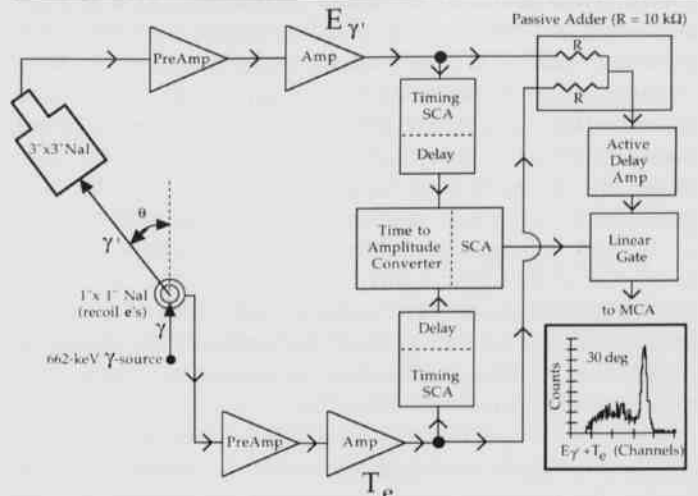 E γ'
Passive Adder (R = 10 kΩ)
R
R
PreAmp
Amp
Timing
SCA
Delay
3"x3" NaI
Active
Delay
Amp
θ
γ'
Time to
Amplitude
Converter
SCA
Linear
Gate
1"x 1" NaI
(recoil e's)
γ
to MCA
662-keV γ-source
Delay
Timing
SCA
30 deg
Counts
PreAmp
Amp
Eγ' +Te (Channels)
Te